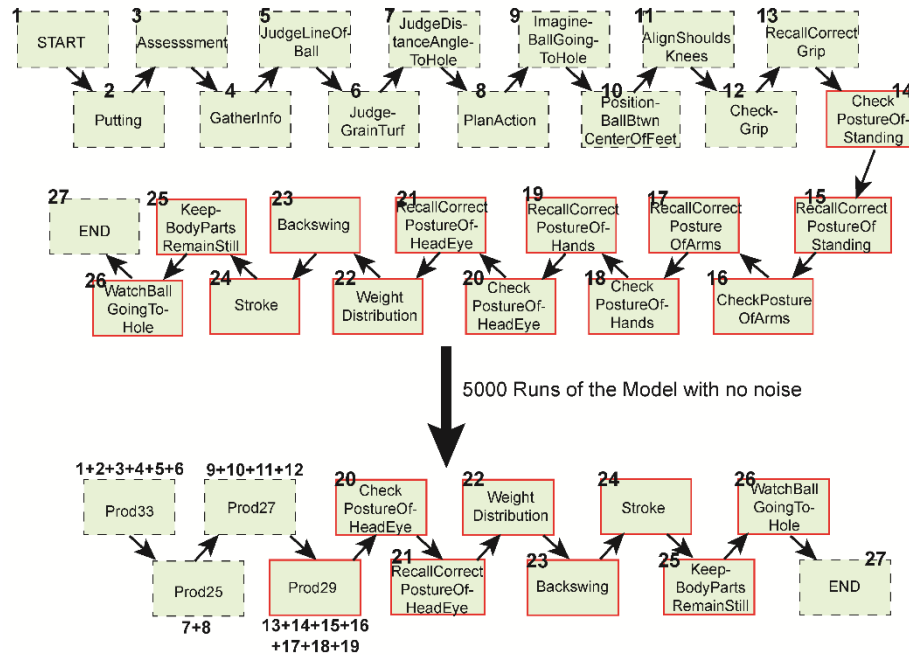 1
START
2
Putting
3
Assesssment
4
GatherInfo
5
JudgeLineOf-
Ball
6
Judge-
GrainTurf
7
JudgeDis-
tanceAngle-
ToHole
8
PlanAction
9
Imagine-
BallGoing-
ToHole
10
Position-
BallBtwn
CenterOfFeet
11
AlignShoulds
Knees
12
Check-
Grip
13
RecallCorrect
Grip
14
Check
PostureOf-
Standing
15
RecallCorrect
PostureOf
Standing
16
CheckPosture
OfArms
17
RecallCorrect
Posture
OfArms
18
Check
PostureOf-
Hands
19
RecallCorrect
PostureOf-
Hands
20
Check
PostureOf-
HeadEye
21
RecallCorrect
PostureOf-
HeadEye
22
Weight
Distribution
23
Backswing
24
Stroke
25
Keep-
BodyParts
RemainStill
26
WatchBall
GoingTo-
Hole
27
END
5000 Runs of the Model with no noise
1+2+3+4+5+6
Prod33
Prod25
7+8
9+10+11+12
Prod27
Prod29
13+14+15+16
+17+18+19
20
Check
PostureOf-
HeadEye
21
RecallCorrect
PostureOf-
HeadEye
22
Weight
Distribution
23
Backswing
24
Stroke
25
Keep-
BodyParts
RemainStill
26
WatchBall
GoingTo-
Hole
27
END